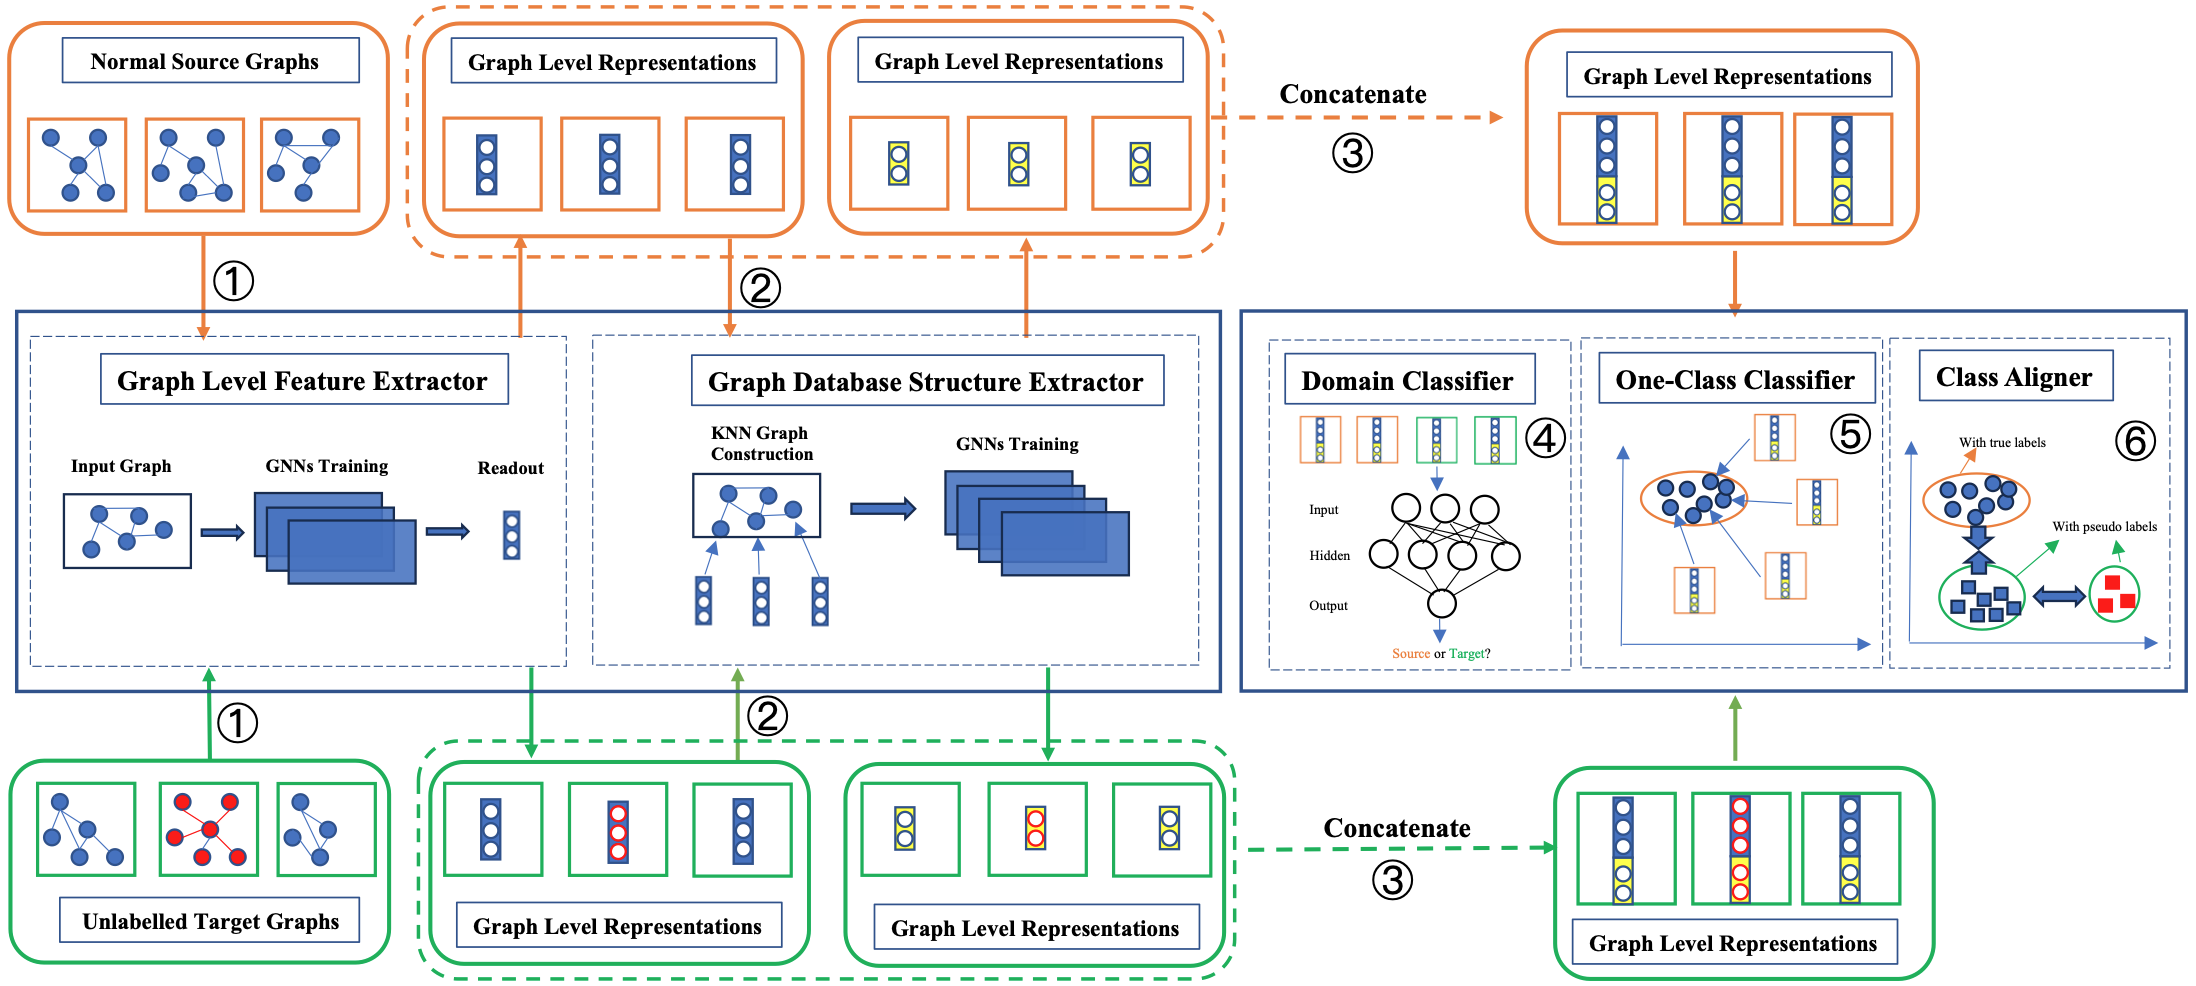 Normal Source Graphs
Graph Level Representations
Graph Level Representations
Concatenate
③
Graph Level Representations
①
②
Graph Level Feature Extractor
Input Graph
GNNs Training
Readout
Graph Database Structure Extractor
KNN Graph
Construction
GNNs Training
Domain Classifier
④
Input
Hidden
Output
Source or Target?
One-Class Classifier
⑤
Class Aligner
⑥
With true labels
With pseudo labels
①
②
Unlabelled Target Graphs
Graph Level Representations
Graph Level Representations
Concatenate
③
Graph Level Representations